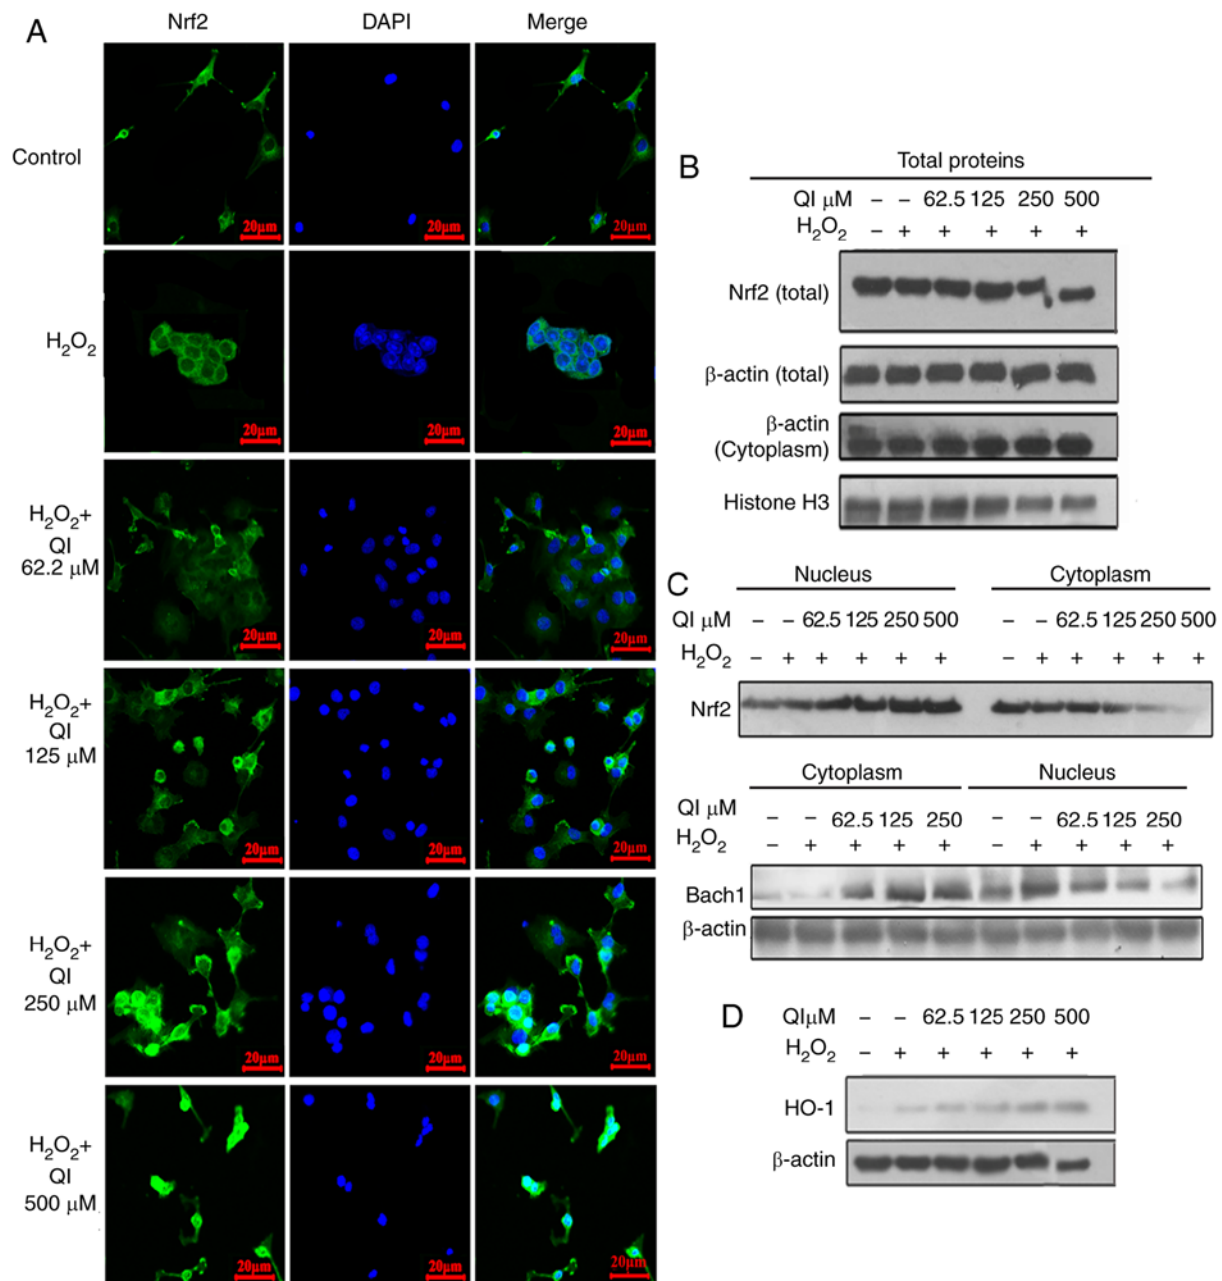 A
Nrf2 DAPI Merge
Control
20μm 20μm 20μm
H₂O₂
20μm 20μm 20μm
H₂O₂+
QI
62.2 μM
20μm 20μm 20μm
H₂O₂+
QI
125 μM
20μm 20μm 20μm
H₂O₂+
QI
250 μM
20μm 20μm 20μm
H₂O₂+
QI
500 μM
20μm 20μm 20μm
B
Total proteins
QI μM – – 62.5 125 250 500
H₂O₂ – + + + + +
Nrf2 (total)
β-actin (total)
β-actin
(Cytoplasm)
Histone H3
C
Nucleus Cytoplasm
QI μM – – 62.5 125 250 500 – – 62.5 125 250 500
H₂O₂ – + + + + + – + + + + +
Nrf2
Cytoplasm Nucleus
QI μM – – 62.5 125 250 – – 62.5 125 250
H₂O₂ – + + + + – + + + +
Bach1
β-actin
D
QIμM – – 62.5 125 250 500
H₂O₂ – + + + + +
HO-1
β-actin